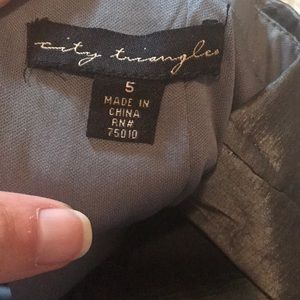 city triangles
5
MADE IN
CHINA
RN#
75010